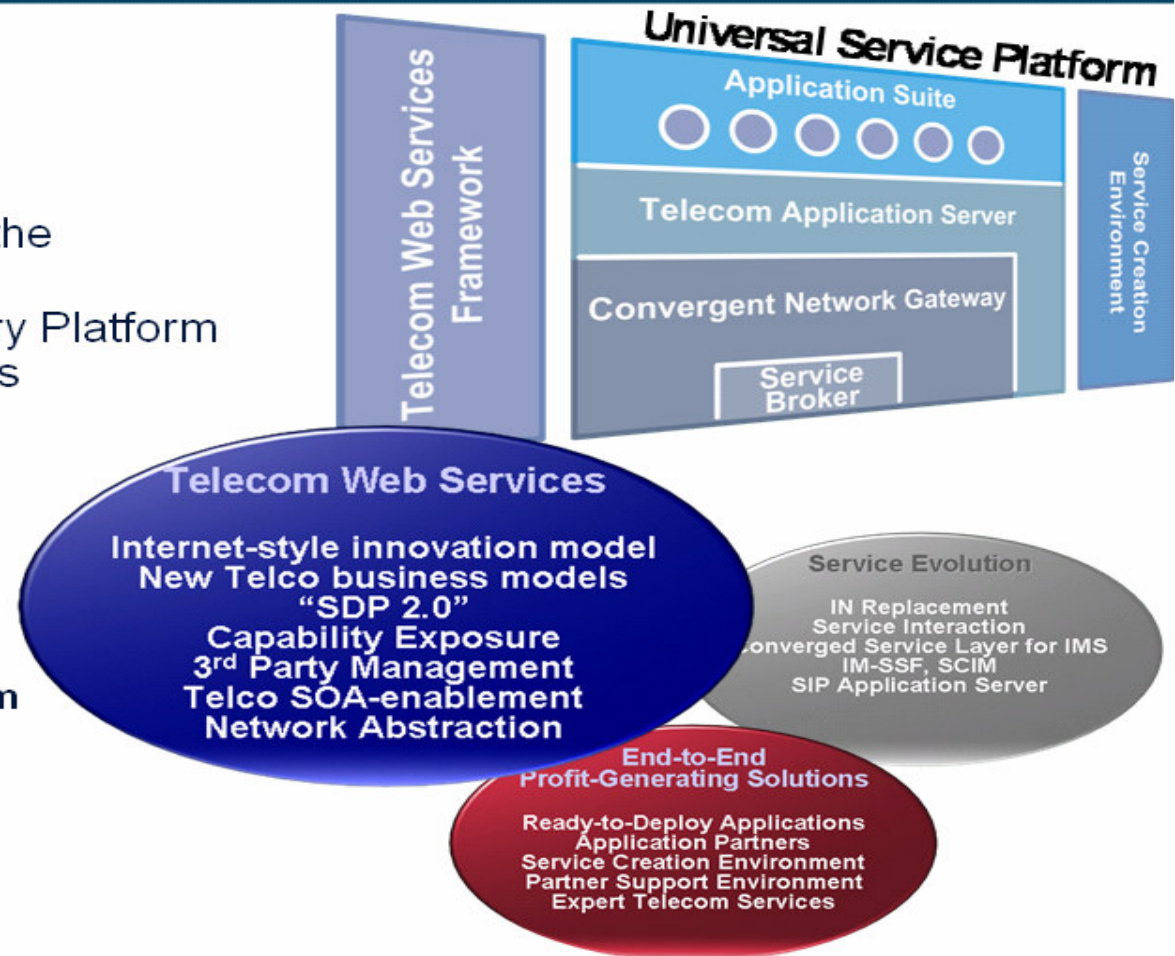 Universal Service Platform
Telecom Web Services
Framework
Application Suite
Telecom Application Server
Convergent Network Gateway
Service
Broker
Service Creation
Environment
the
ry Platform
s
m
Telecom Web Services
Internet-style innovation model
New Telco business models
“SDP 2.0”
Capability Exposure
3rd Party Management
Telco SOA-enablement
Network Abstraction
Service Evolution
IN Replacement
Service Interaction
onverged Service Layer for IMS
IM-SSF, SCIM
SIP Application Server
End-to-End
Profit-Generating Solutions
Ready-to-Deploy Applications
Application Partners
Service Creation Environment
Partner Support Environment
Expert Telecom Services